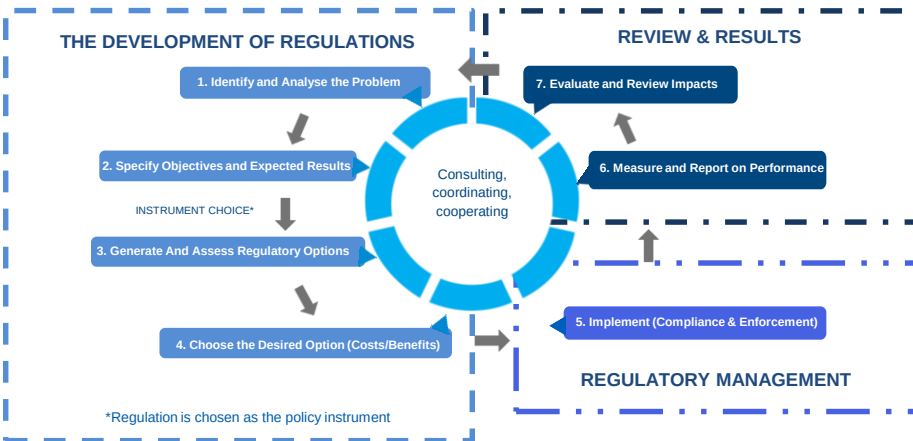 THE DEVELOPMENT OF REGULATIONS
1. Identify and Analyse the Problem
2. Specify Objectives and Expected Results
INSTRUMENT CHOICE*
3. Generate And Assess Regulatory Options
4. Choose the Desired Option (Costs/Benefits)
*Regulation is chosen as the policy instrument
Consulting,
coordinating,
cooperating
REVIEW & RESULTS
7. Evaluate and Review Impacts
6. Measure and Report on Performance
5. Implement (Compliance & Enforcement)
REGULATORY MANAGEMENT